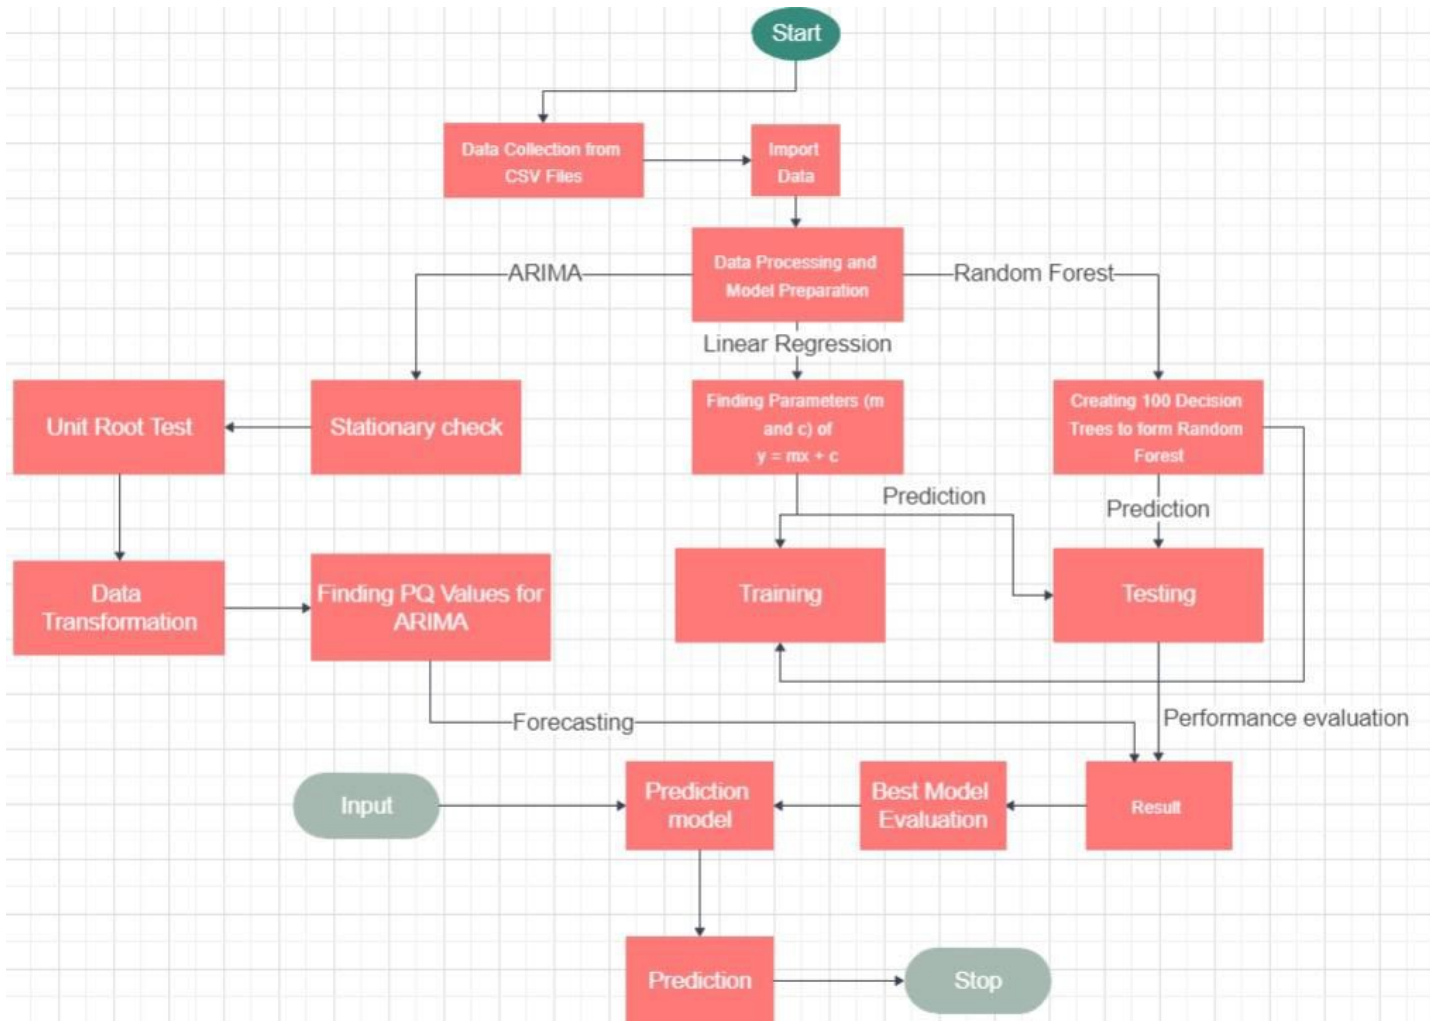 Start
Data Collection from
CSV Files
Import
Data
Data Processing and
Model Preparation
ARIMA
Random Forest
Linear Regression
Unit Root Test
Stationary check
Finding Parameters (m
and c) of
y = mx + c
Creating 100 Decision
Trees to form Random
Forest
Prediction
Prediction
Data
Transformation
Finding PQ Values for
ARIMA
Training
Testing
Forecasting
Performance evaluation
Input
Prediction
model
Best Model
Evaluation
Result
Prediction
Stop